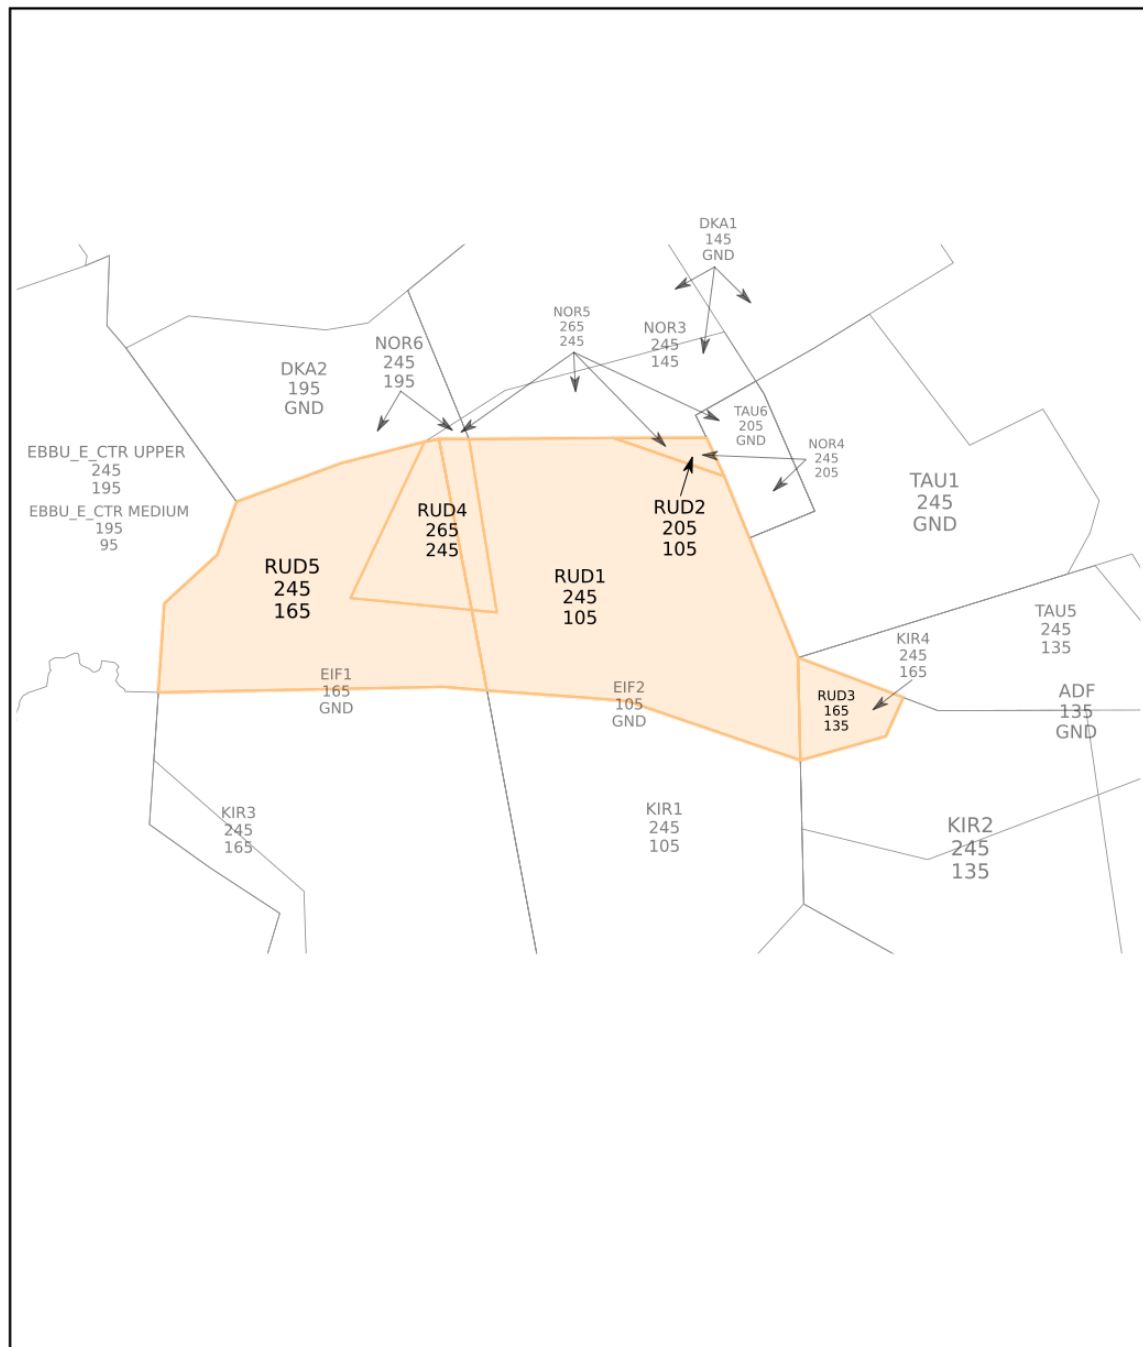 DKA1
145
GND
NOR5
265
245
NOR3
245
145
NOR6
245
195
DKA2
195
GND
TAU6
205
GND
NOR4
245
205
EBBU_E_CTR UPPER
245
195
EBBU_E_CTR MEDIUM
195
95
TAU1
245
GND
RUD4
265
245
RUD2
205
105
RUD5
245
165
RUD1
245
105
TAU5
245
135
KIR4
245
165
EIF1
165
GND
EIF2
105
GND
RUD3
165
135
ADF
135
GND
KIR3
245
165
KIR1
245
105
KIR2
245
135